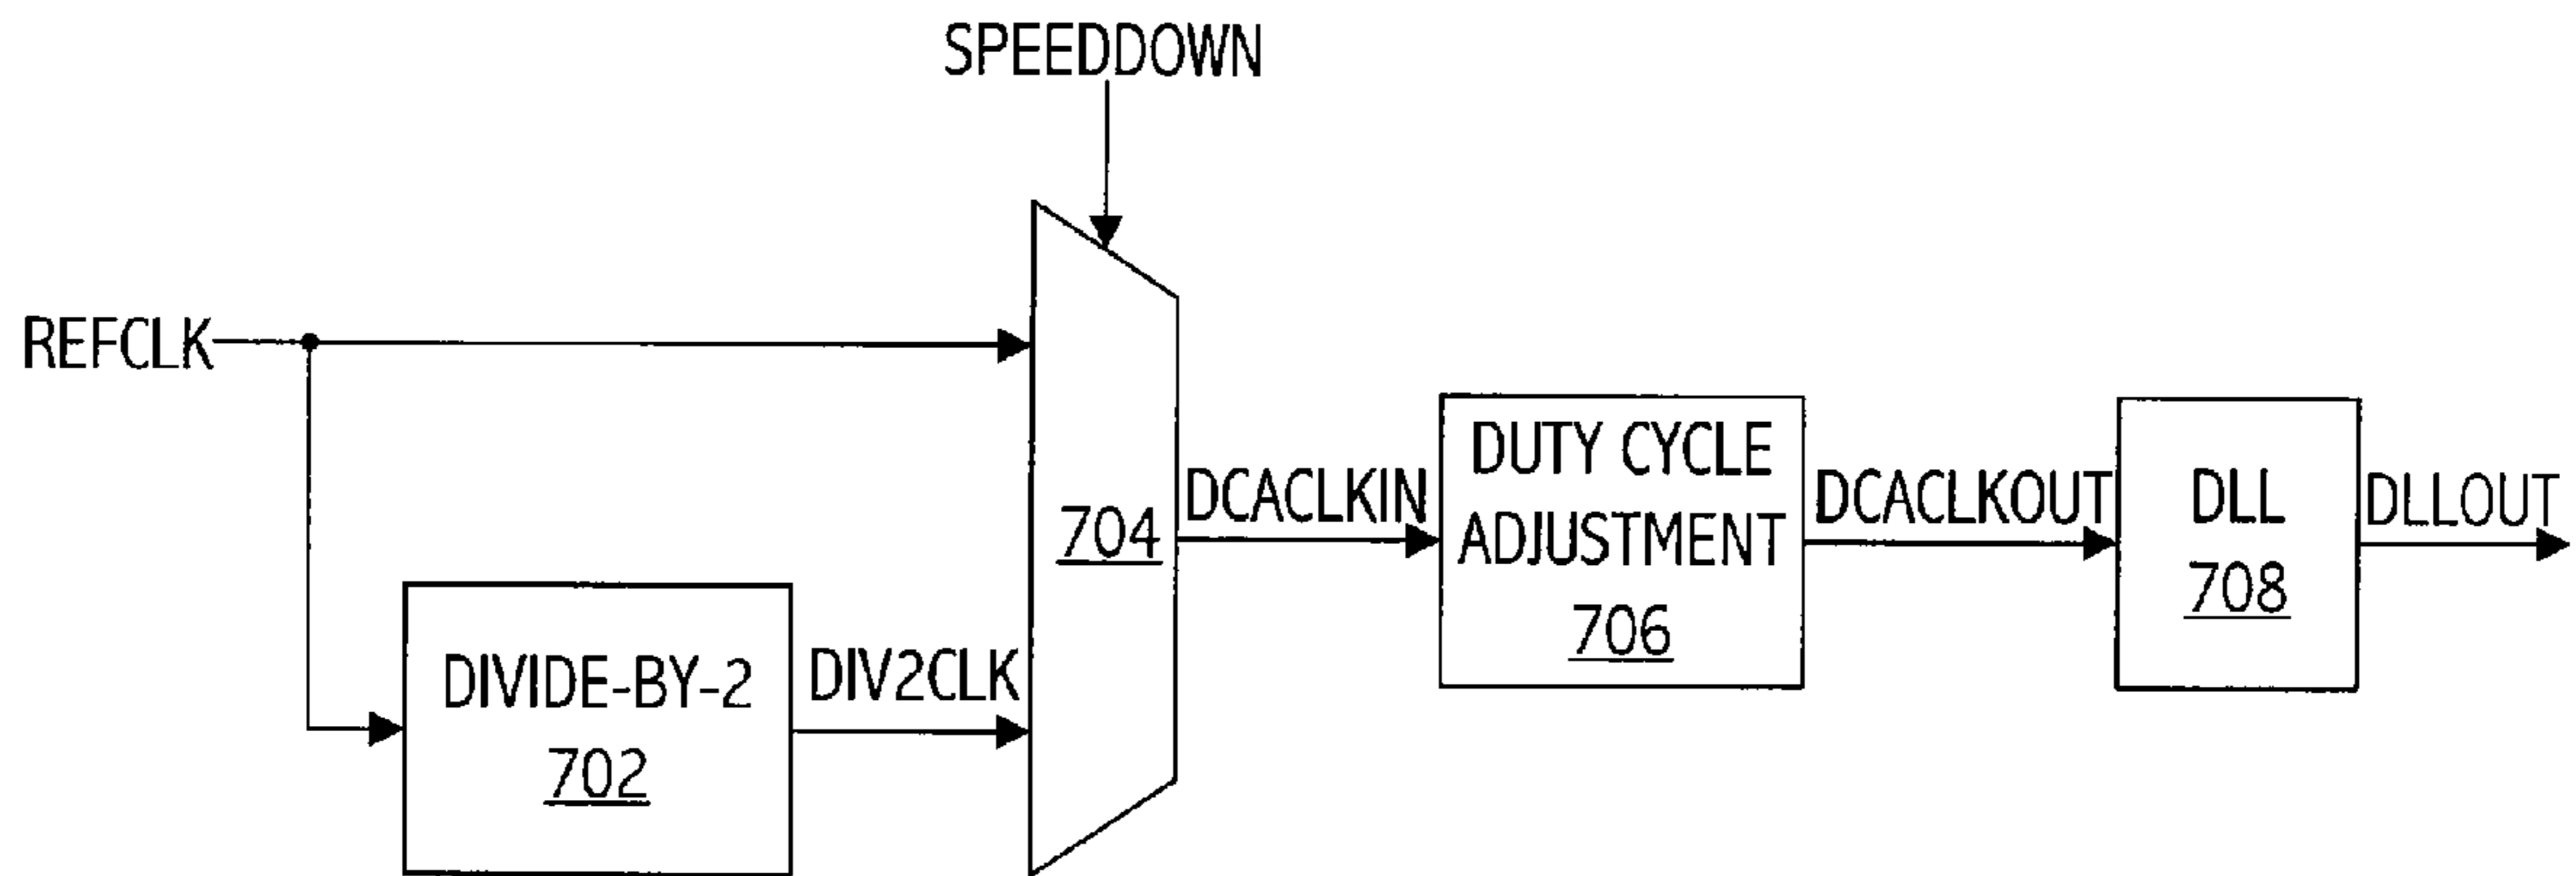 SPEEDDOWN
REFCLK
704
DCACLKIN
DUTY CYCLE
ADJUSTMENT
706
DCACLKOUT
DLL
708
DLLOUT
DIVIDE-BY-2
702
DIV2CLK